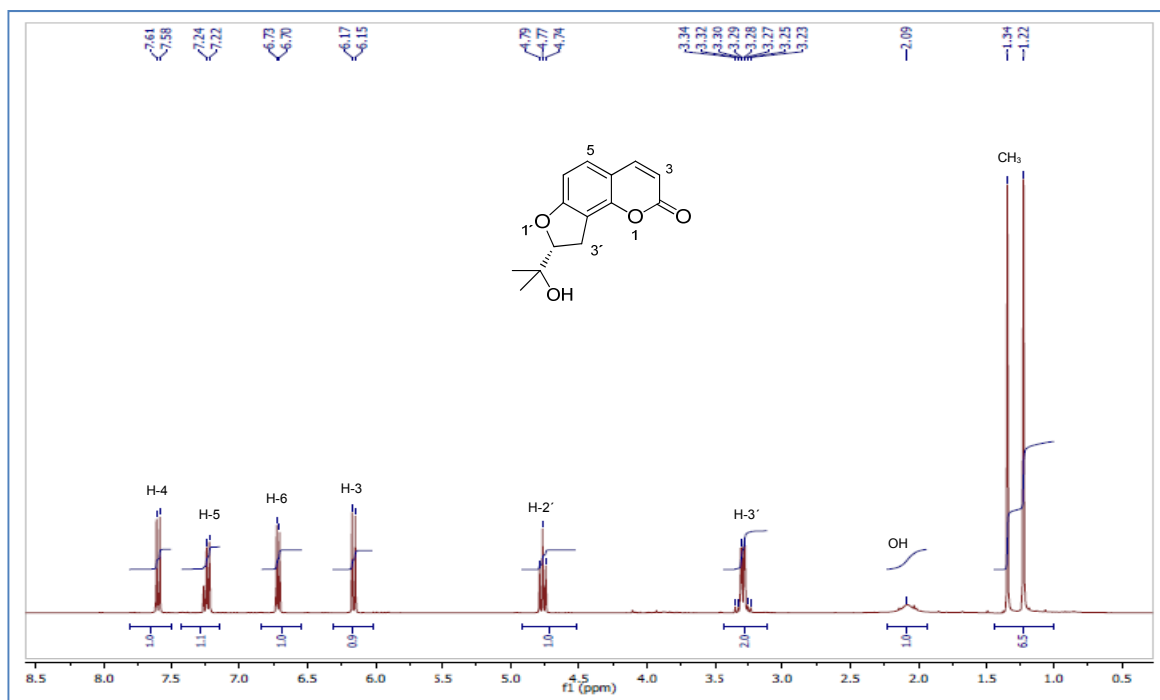 7.61 7.58 7.24 7.22 6.73 6.70 6.17 6.15 4.79 4.77 4.74 3.34 3.32 3.30 3.29 3.28 3.27 3.25 3.23 2.09 1.34 1.22
5 3
O O O
1´ 1
3´
OH
CH₃
H-4 H-5 H-6 H-3 H-2´ H-3´ OH
1.0 1.1 1.0 0.9 1.0 2.0 1.0 6.5
8.5 8.0 7.5 7.0 6.5 6.0 5.5 5.0 4.5 4.0 3.5 3.0 2.5 2.0 1.5 1.0 0.5
f1 (ppm)